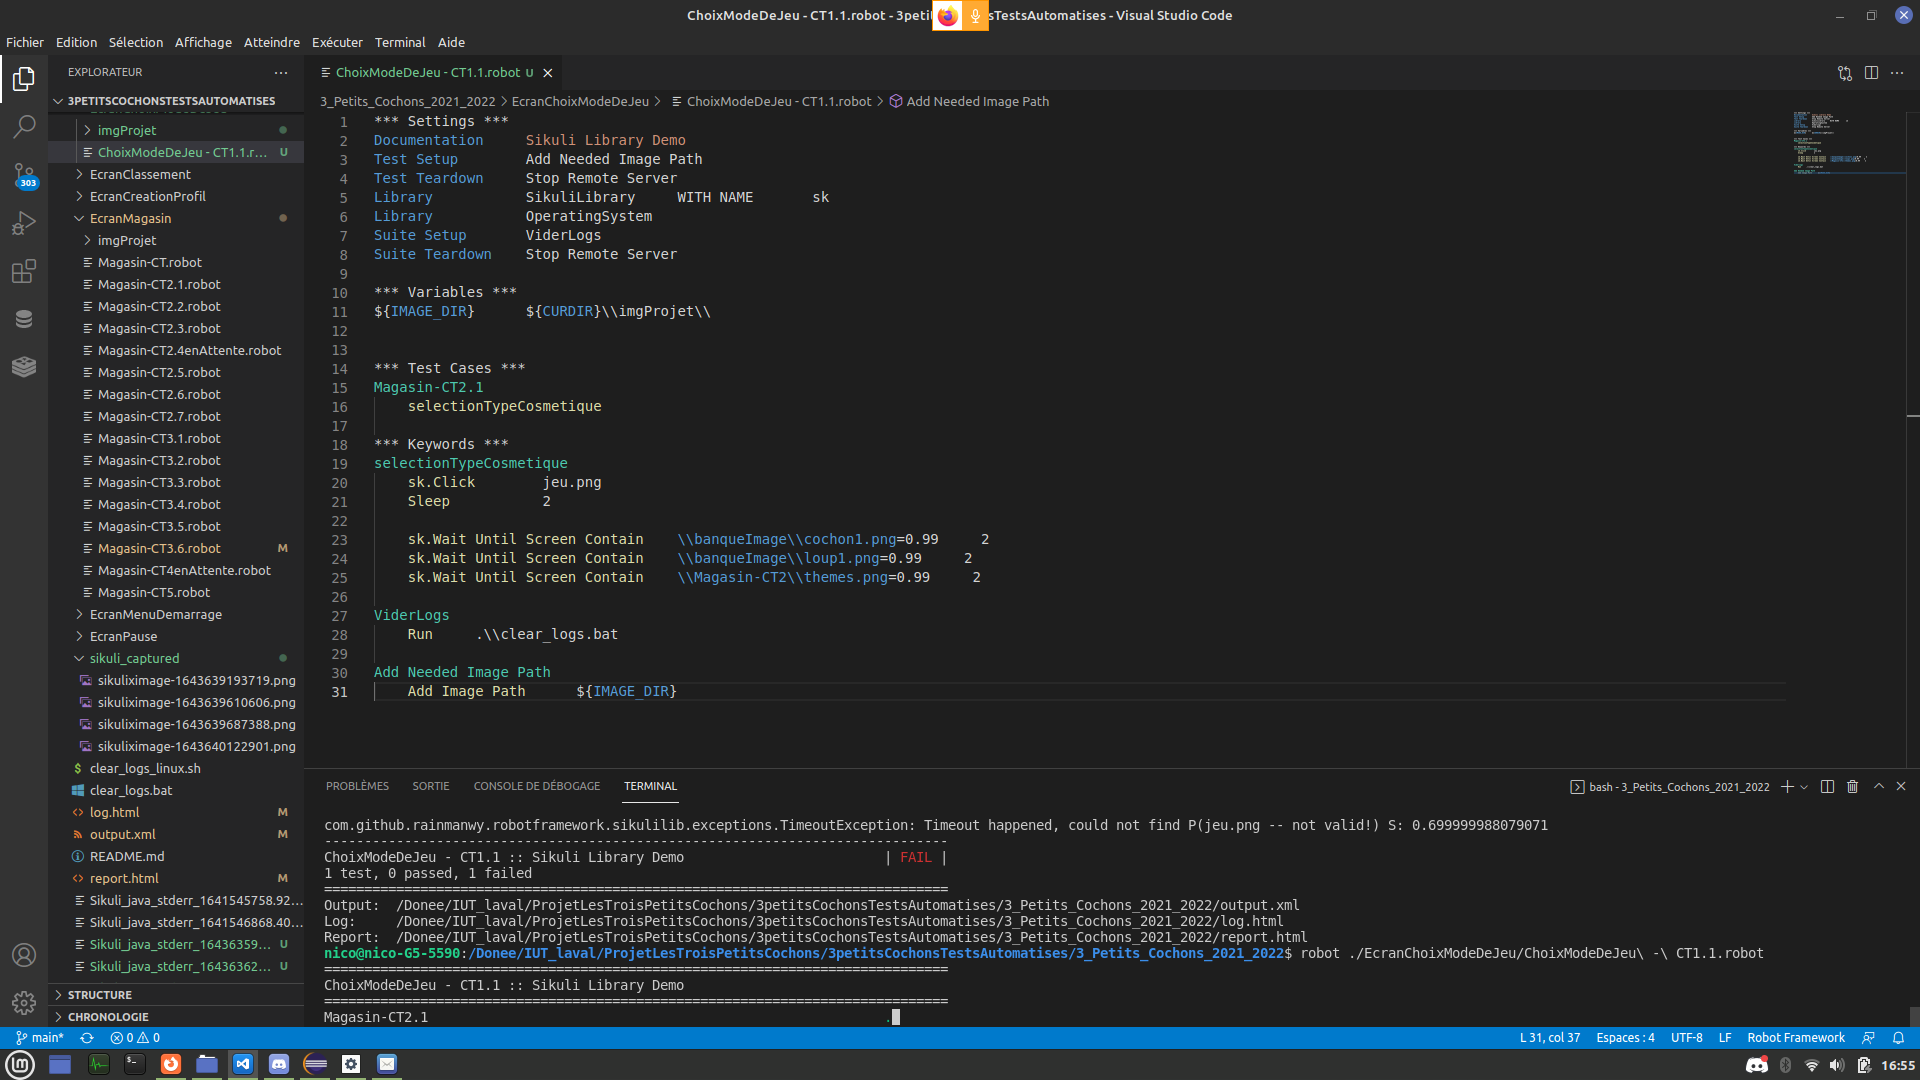 ChoixModeDeJeu - CT1.1.robot - 3peti sTestsAutomatises - Visual Studio Code
Fichier Edition Sélection Affichage Atteindre Exécuter Terminal Aide
EXPLORATEUR
3PETITSCOCHONSTESTSAUTOMATISES
imgProjet
ChoixModeDeJeu - CT1.1.r... U
EcranClassement
EcranCreationProfil
EcranMagasin
imgProjet
Magasin-CT.robot
Magasin-CT2.1.robot
Magasin-CT2.2.robot
Magasin-CT2.3.robot
Magasin-CT2.4enAttente.robot
Magasin-CT2.5.robot
Magasin-CT2.6.robot
Magasin-CT2.7.robot
Magasin-CT3.1.robot
Magasin-CT3.2.robot
Magasin-CT3.3.robot
Magasin-CT3.4.robot
Magasin-CT3.5.robot
Magasin-CT3.6.robot M
Magasin-CT4enAttente.robot
Magasin-CT5.robot
EcranMenuDemarrage
EcranPause
sikuli_captured
sikuliximage-1643639193719.png
sikuliximage-1643639610606.png
sikuliximage-1643639687388.png
sikuliximage-1643640122901.png
clear_logs_linux.sh
clear_logs.bat
log.html M
output.xml M
README.md
report.html M
Sikuli_java_stderr_1641545758.92...
Sikuli_java_stderr_1641546868.40...
Sikuli_java_stderr_16436359... U
Sikuli_java_stderr_16436362... U
STRUCTURE
CHRONOLOGIE
303
ChoixModeDeJeu - CT1.1.robot U
3_Petits_Cochons_2021_2022 > EcranChoixModeDeJeu > ChoixModeDeJeu - CT1.1.robot > Add Needed Image Path
1 *** Settings ***
2 Documentation Sikuli Library Demo
3 Test Setup Add Needed Image Path
4 Test Teardown Stop Remote Server
5 Library SikuliLibrary WITH NAME sk
6 Library OperatingSystem
7 Suite Setup ViderLogs
8 Suite Teardown Stop Remote Server
9
10 *** Variables ***
11 ${IMAGE_DIR} ${CURDIR}\\imgProjet\\
12
13
14 *** Test Cases ***
15 Magasin-CT2.1
16 selectionTypeCosmetique
17
18 *** Keywords ***
19 selectionTypeCosmetique
20 sk.Click jeu.png
21 Sleep 2
22
23 sk.Wait Until Screen Contain \\banqueImage\\cochon1.png=0.99 2
24 sk.Wait Until Screen Contain \\banqueImage\\loup1.png=0.99 2
25 sk.Wait Until Screen Contain \\Magasin-CT2\\themes.png=0.99 2
26
27 ViderLogs
28 Run .\\clear_logs.bat
29
30 Add Needed Image Path
31 Add Image Path ${IMAGE_DIR}
PROBLÈMES SORTIE CONSOLE DE DÉBOGAGE TERMINAL
bash - 3_Petits_Cochons_2021_2022
com.github.rainmanwy.robotframework.sikulilib.exceptions.TimeoutException: Timeout happened, could not find P(jeu.png -- not valid!) S: 0.699999988079071
------------------------------------------------------------------------------
ChoixModeDeJeu - CT1.1 :: Sikuli Library Demo | FAIL |
1 test, 0 passed, 1 failed
==============================================================================
Output: /Donee/IUT_laval/ProjetLesTroisPetitsCochons/3petitsCochonsTestsAutomatises/3_Petits_Cochons_2021_2022/output.xml
Log: /Donee/IUT_laval/ProjetLesTroisPetitsCochons/3petitsCochonsTestsAutomatises/3_Petits_Cochons_2021_2022/log.html
Report: /Donee/IUT_laval/ProjetLesTroisPetitsCochons/3petitsCochonsTestsAutomatises/3_Petits_Cochons_2021_2022/report.html
nico@nico-G5-5590:/Donee/IUT_laval/ProjetLesTroisPetitsCochons/3petitsCochonsTestsAutomatises/3_Petits_Cochons_2021_2022$ robot ./EcranChoixModeDeJeu/ChoixModeDeJeu\ -\ CT1.1.robot
==============================================================================
ChoixModeDeJeu - CT1.1 :: Sikuli Library Demo
==============================================================================
Magasin-CT2.1 .
main* 0 0 L 31, col 37 Espaces : 4 UTF-8 LF Robot Framework
16:55